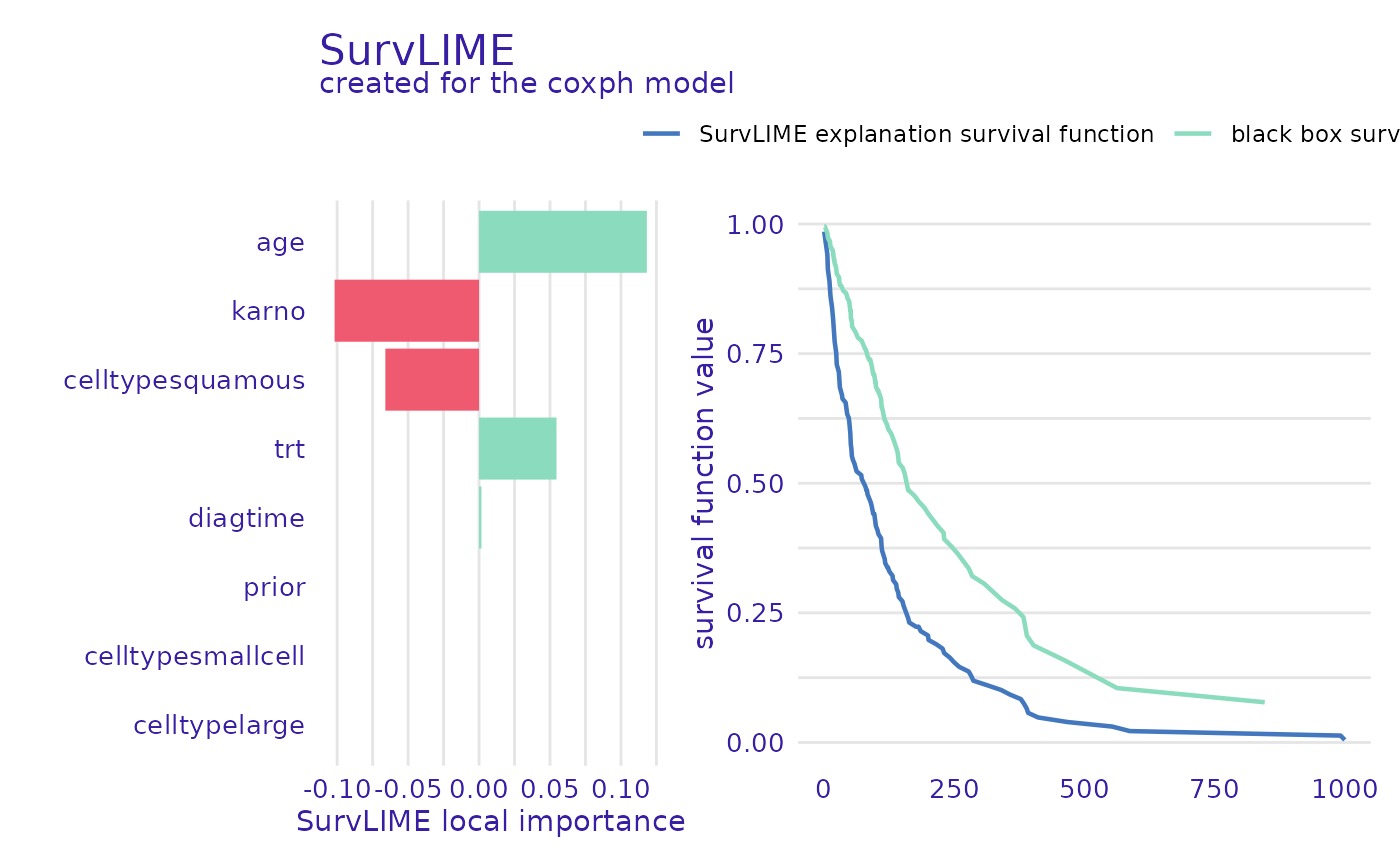 SurvLIME
created for the coxph model
SurvLIME explanation survival function black box surv
age
karno
celltypesquamous
trt
diagtime
prior
celltypesmallcell
celltypelarge
-0.10 -0.05 0.00 0.05 0.10
SurvLIME local importance
survival function value
1.00
0.75
0.50
0.25
0.00
0 250 500 750 1000